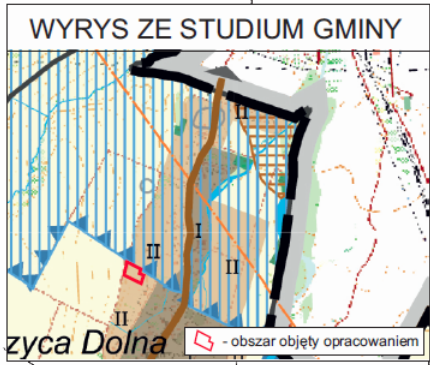 WYRYS ZE STUDIUM GMINY
II
II
I
II
II
zyca Dolna
- obszar objęty opracowaniem